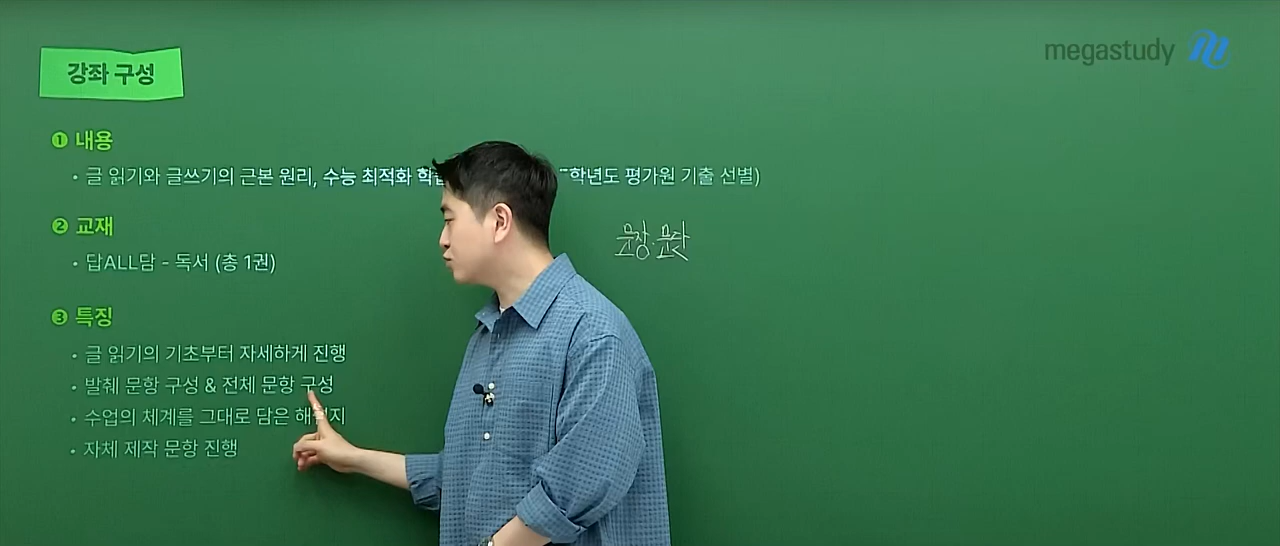 megastudy
강좌 구성
❶ 내용
• 글 읽기와 글쓰기의 근본 원리, 수능 최적화 학년도 평가원 기출 선별)
문장·문단
❷ 교재
• 답ALL담 - 독서 (총 1권)
❸ 특징
• 글 읽기의 기초부터 자세하게 진행
• 발췌 문항 구성 & 전체 문항 구성
• 수업의 체계를 그대로 담은
• 자체 제작 문항 진행